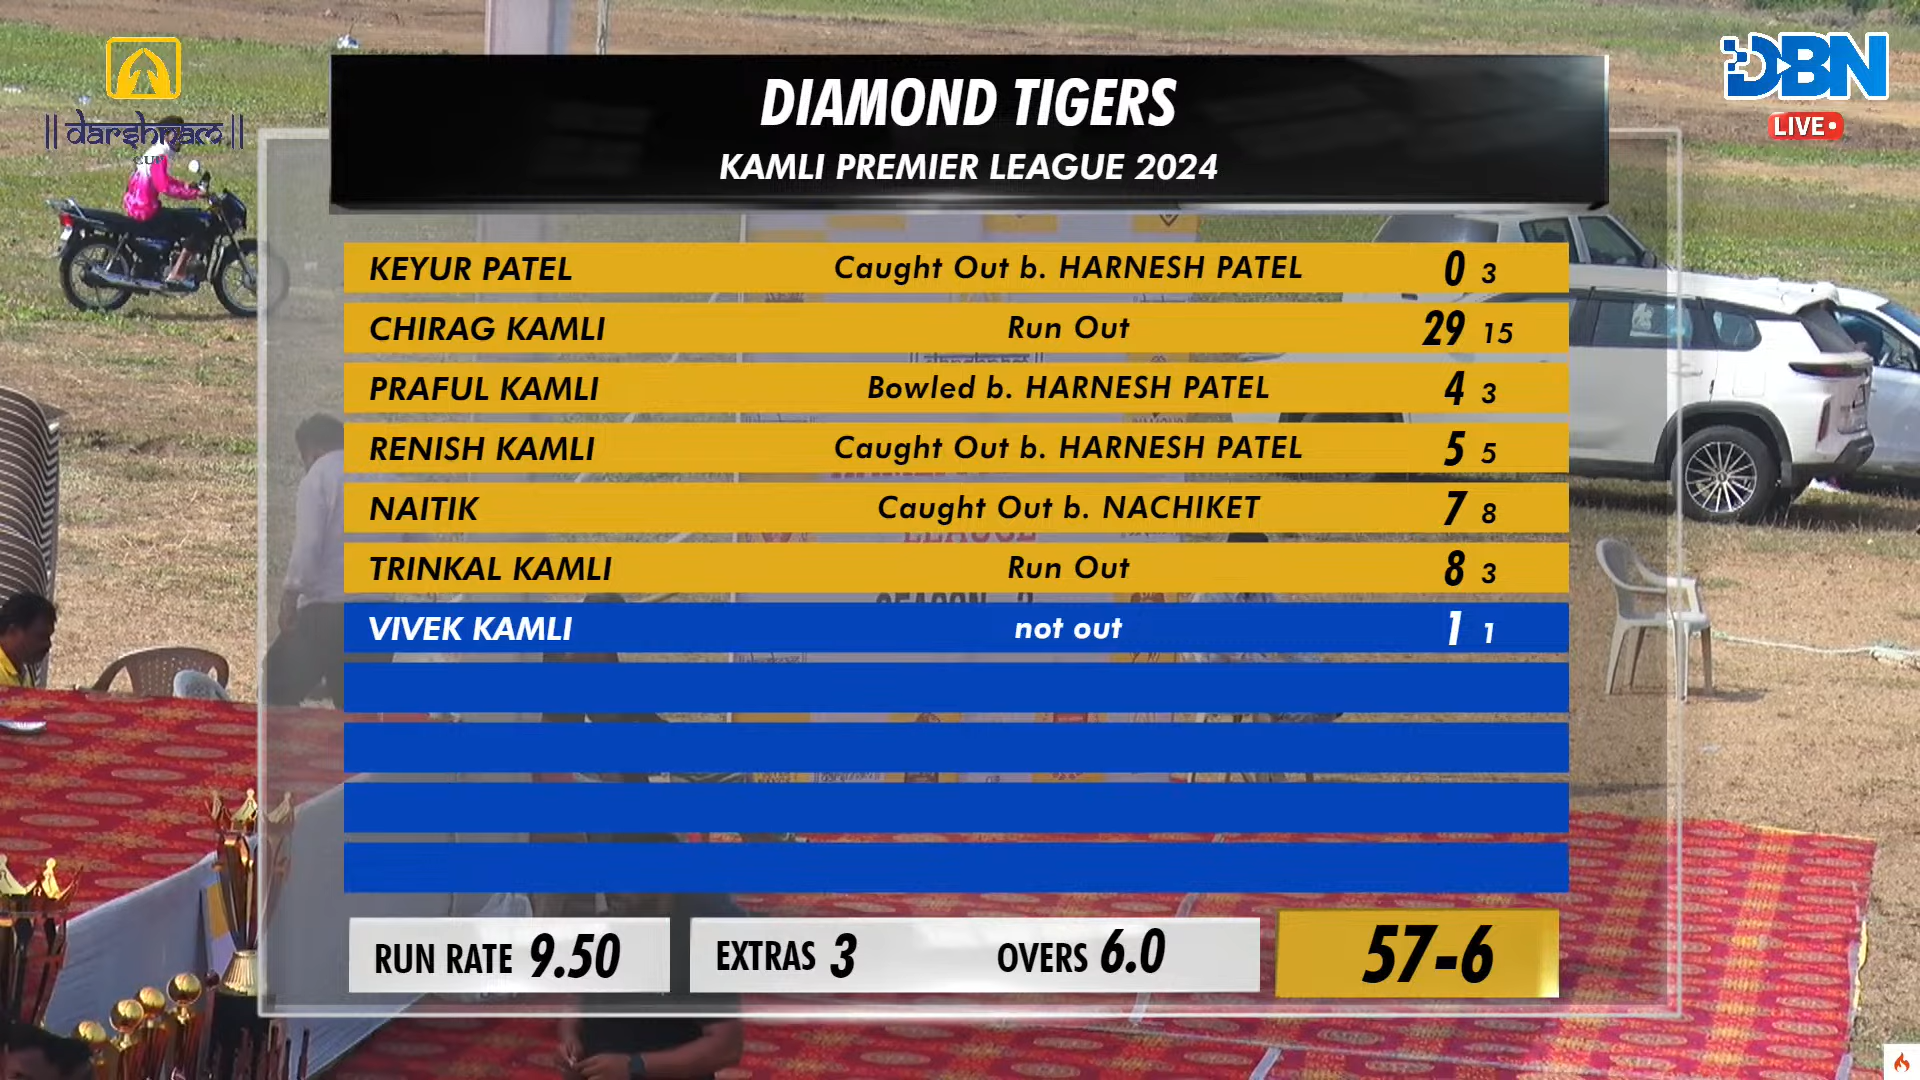 || darshnam ||
CUP
DBN
LIVE
DIAMOND TIGERS
KAMLI PREMIER LEAGUE 2024
KEYUR PATEL Caught Out b. HARNESH PATEL 0 3
CHIRAG KAMLI Run Out 29 15
PRAFUL KAMLI Bowled b. HARNESH PATEL 4 3
RENISH KAMLI Caught Out b. HARNESH PATEL 5 5
NAITIK Caught Out b. NACHIKET 7 8
TRINKAL KAMLI Run Out 8 3
VIVEK KAMLI not out 1 1
RUN RATE 9.50 EXTRAS 3 OVERS 6.0 57-6